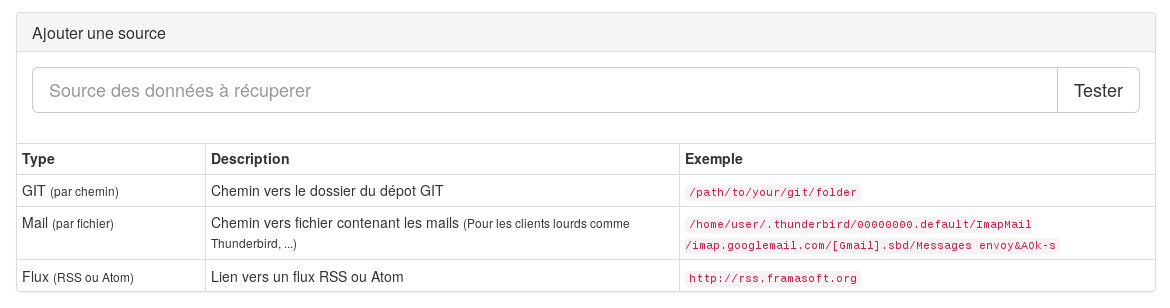 Ajouter une source
Source des données à récuperer
Tester
Type Description Exemple
GIT (par chemin) Chemin vers le dossier du dépot GIT /path/to/your/git/folder
Mail (par fichier) Chemin vers fichier contenant les mails (Pour les clients lourds comme /home/user/.thunderbird/00000000.default/ImapMail
Thunderbird, ...) /imap.googlemail.com/[Gmail].sbd/Messages envoy&AOk-s
Flux (RSS ou Atom) Lien vers un flux RSS ou Atom http://rss.framasoft.org